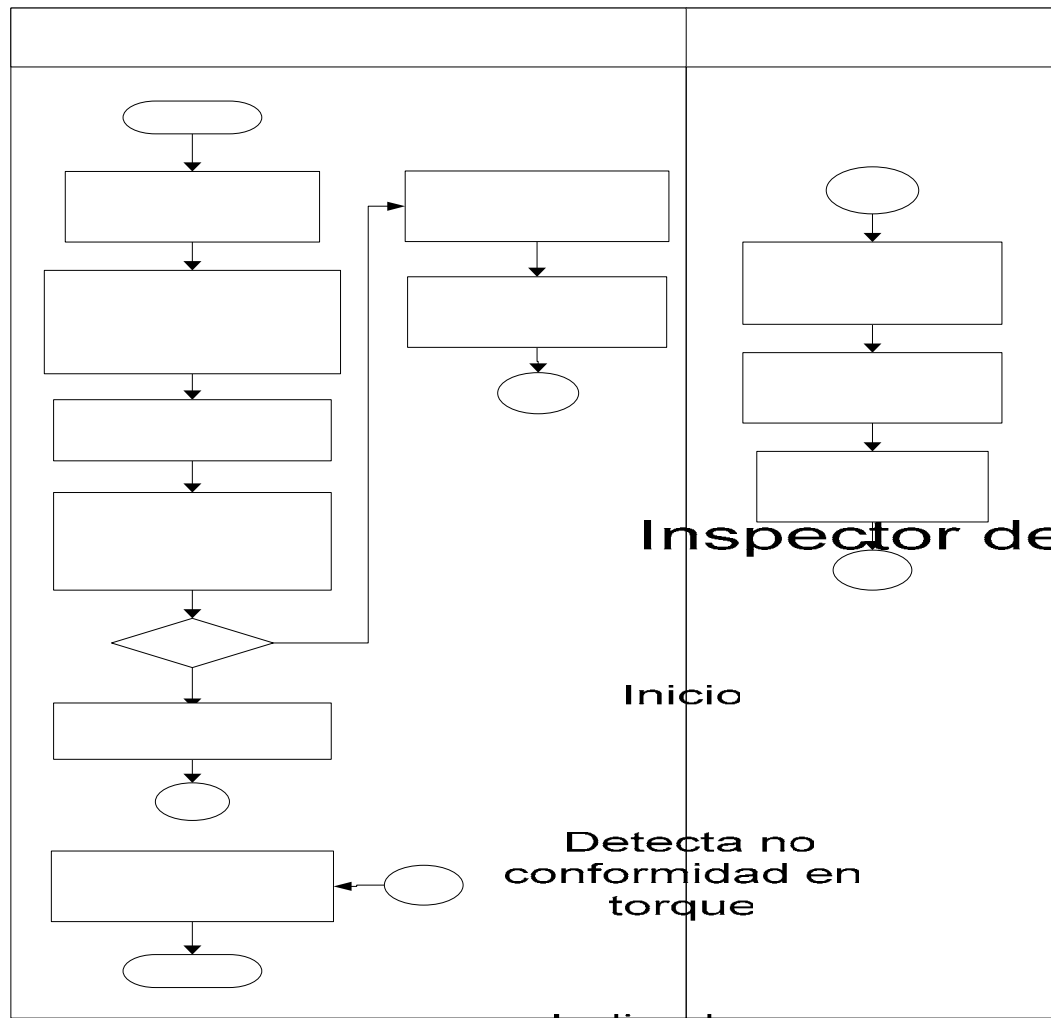 Inspector de
Inicio
Detecta no
conformidad en
torque